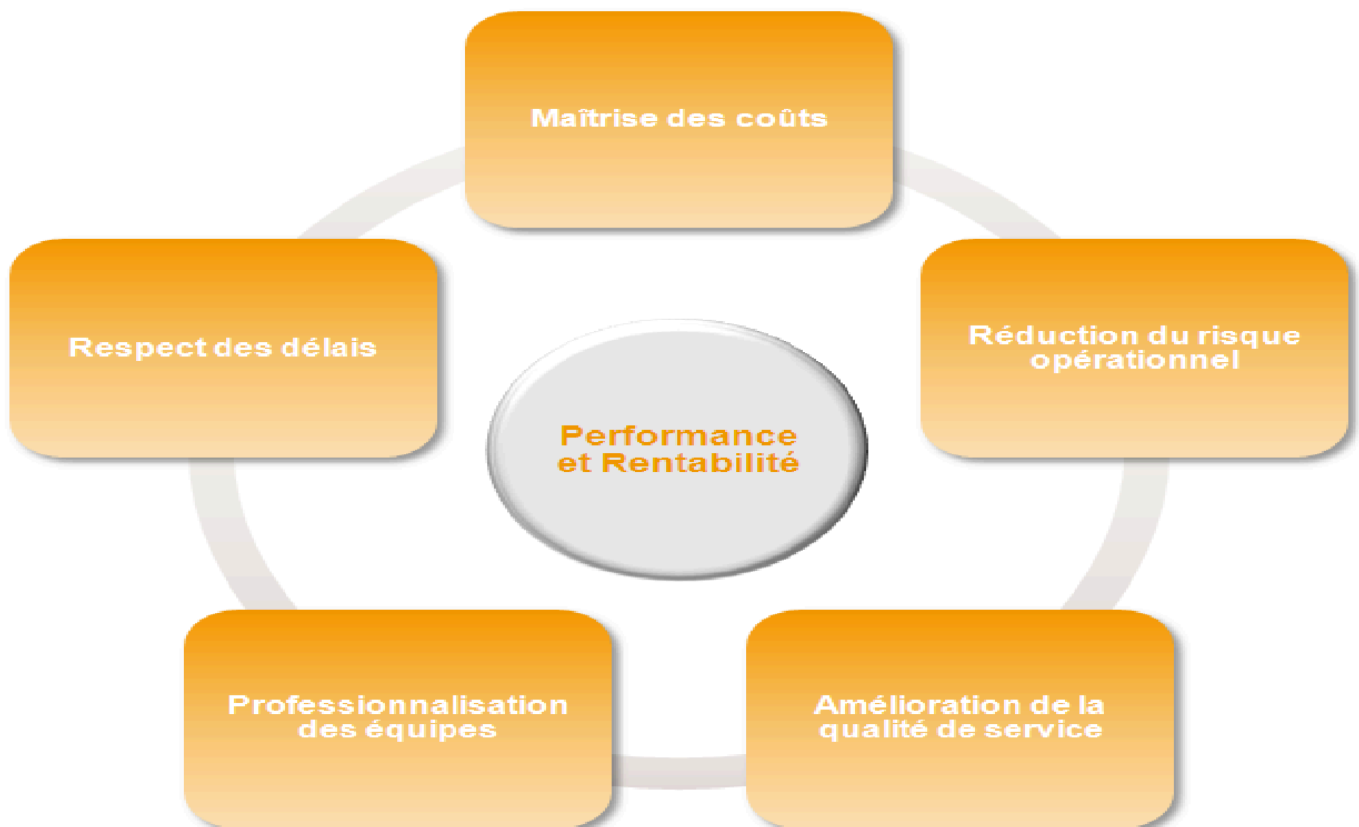 Maîtrise des coûts
Respect des délais
Réduction du risque
opérationnel
Performance
et Rentabilité
Professionnalisation
des équipes
Amélioration de la
qualité de service